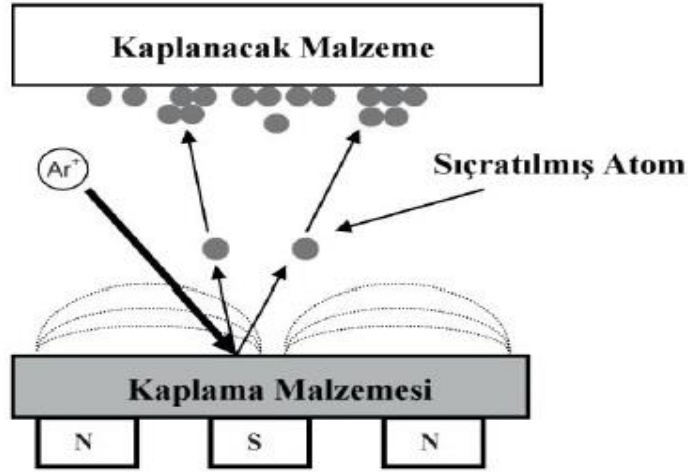 Kaplanacak Malzeme
Ar+
Sıçratılmış Atom
Kaplama Malzemesi
N
S
N